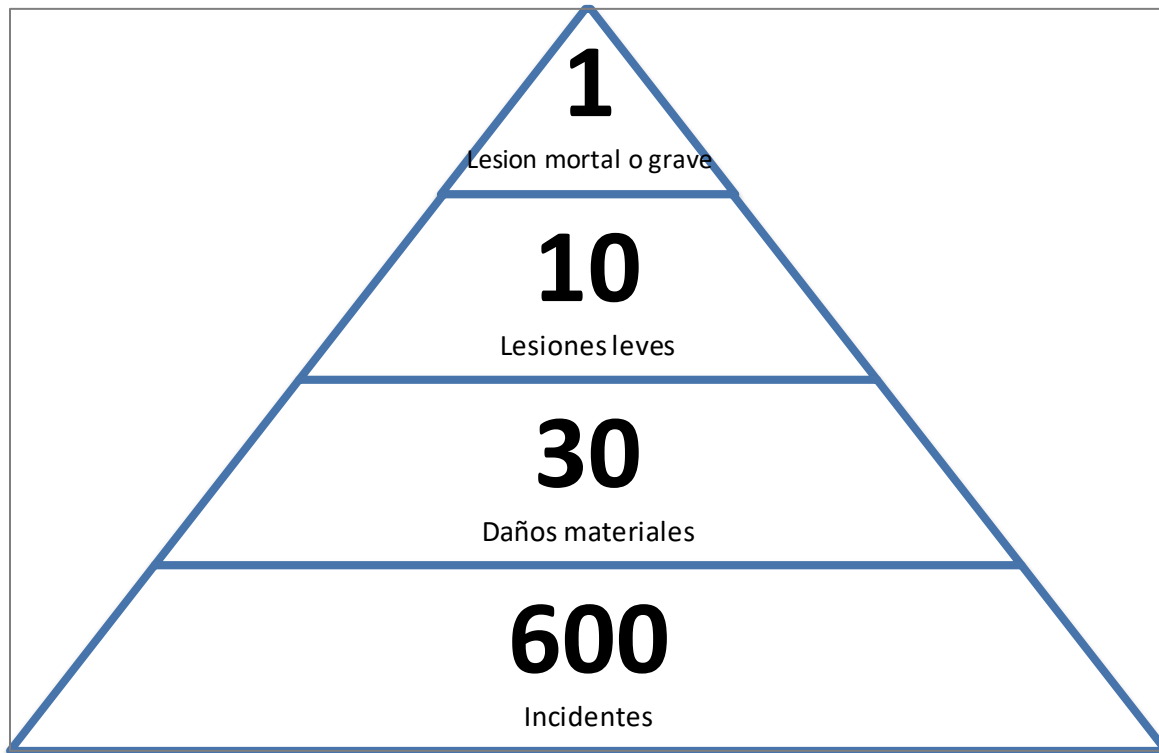 1
Lesion mortal o grave
10
Lesiones leves
30
Daños materiales
600
Incidentes